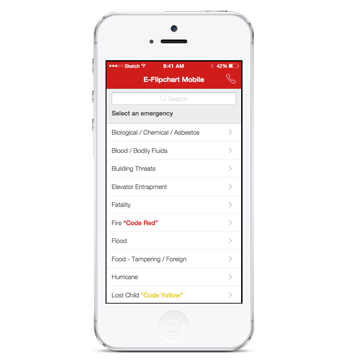 Sketch 9:41 AM 42%
E-Flipchart Mobile
Search
Select an emergency
Biological / Chemical / Asbestos
Blood / Bodily Fluids
Building Threats
Elevator Entrapment
Fatality
Fire “Code Red”
Flood
Food - Tampering / Foreign
Hurricane
Lost Child “Code Yellow”